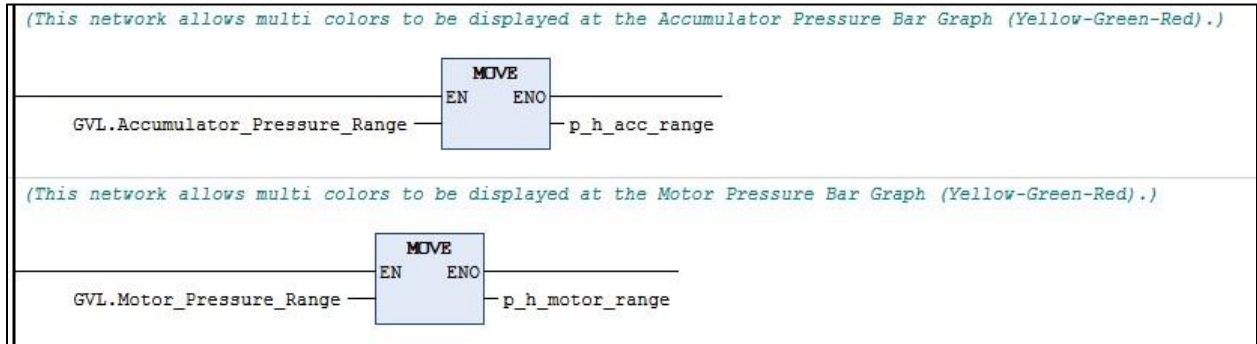 (This network allows multi colors to be displayed at the Accumulator Pressure Bar Graph (Yellow-Green-Red).)
MOVE
EN ENO
GVL.Accumulator_Pressure_Range p_h_acc_range
(This network allows multi colors to be displayed at the Motor Pressure Bar Graph (Yellow-Green-Red).)
MOVE
EN ENO
GVL.Motor_Pressure_Range p_h_motor_range